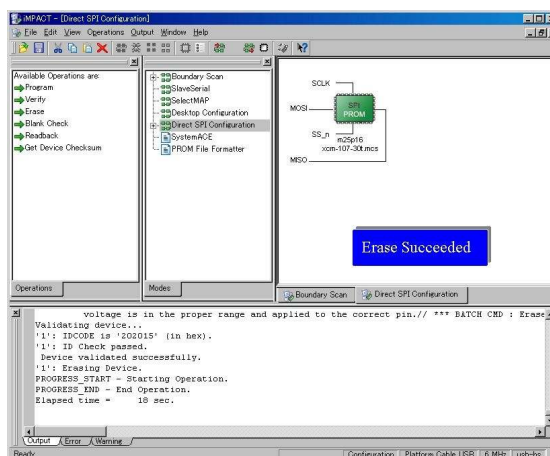 iMPACT - [Direct SPI Configuration]
File Edit View Operations Output Window Help
Available Operations are:
Program
Verify
Erase
Blank Check
Readback
Get Device Checksum
Operations
Boundary Scan
SlaveSerial
SelectMAP
Desktop Configuration
Direct SPI Configuration
SystemACE
PROM File Formatter
Modes
SCLK
MOSI
SPI
PROM
SS_n
m25p16
xcm-107-30t.mcs
MISO
Erase Succeeded
Boundary Scan
Direct SPI Configuration
voltage is in the proper range and applied to the correct pin.// *** BATCH CMD : Erase
Validating device...
'1': IDCODE is '202015' (in hex).
'1': ID Check passed.
Device validated successfully.
'1': Erasing Device.
PROGRESS_START - Starting Operation.
PROGRESS_END - End Operation.
Elapsed time = 18 sec.
Output Error Warning
Ready
Configuration Platform Cable USB 6 MHz usb-hs